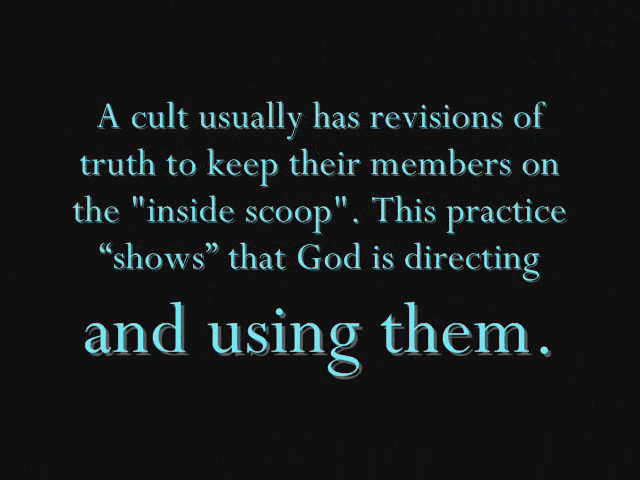 A cult usually has revisions of
truth to keep their members on
the "inside scoop". This practice
“shows” that God is directing
and using them.